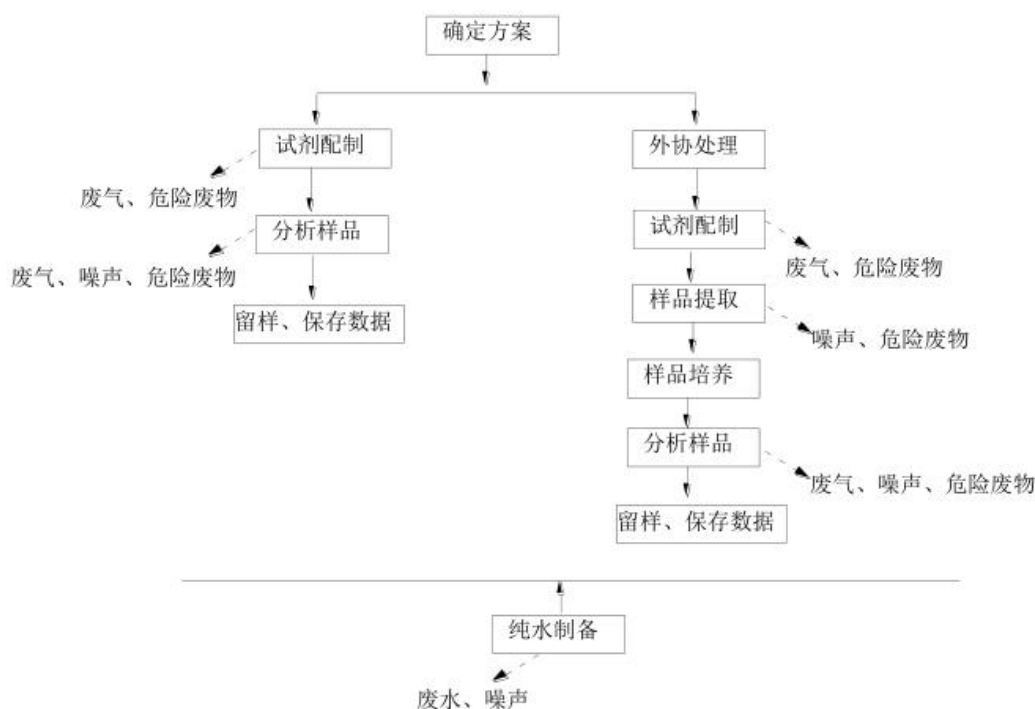 确定方案
试剂配制
外协处理
废气、危险废物
分析样品
试剂配制
废气、噪声、危险废物
废气、危险废物
留样、保存数据
样品提取
噪声、危险废物
样品培养
分析样品
废气、噪声、危险废物
留样、保存数据
纯水制备
废水、噪声